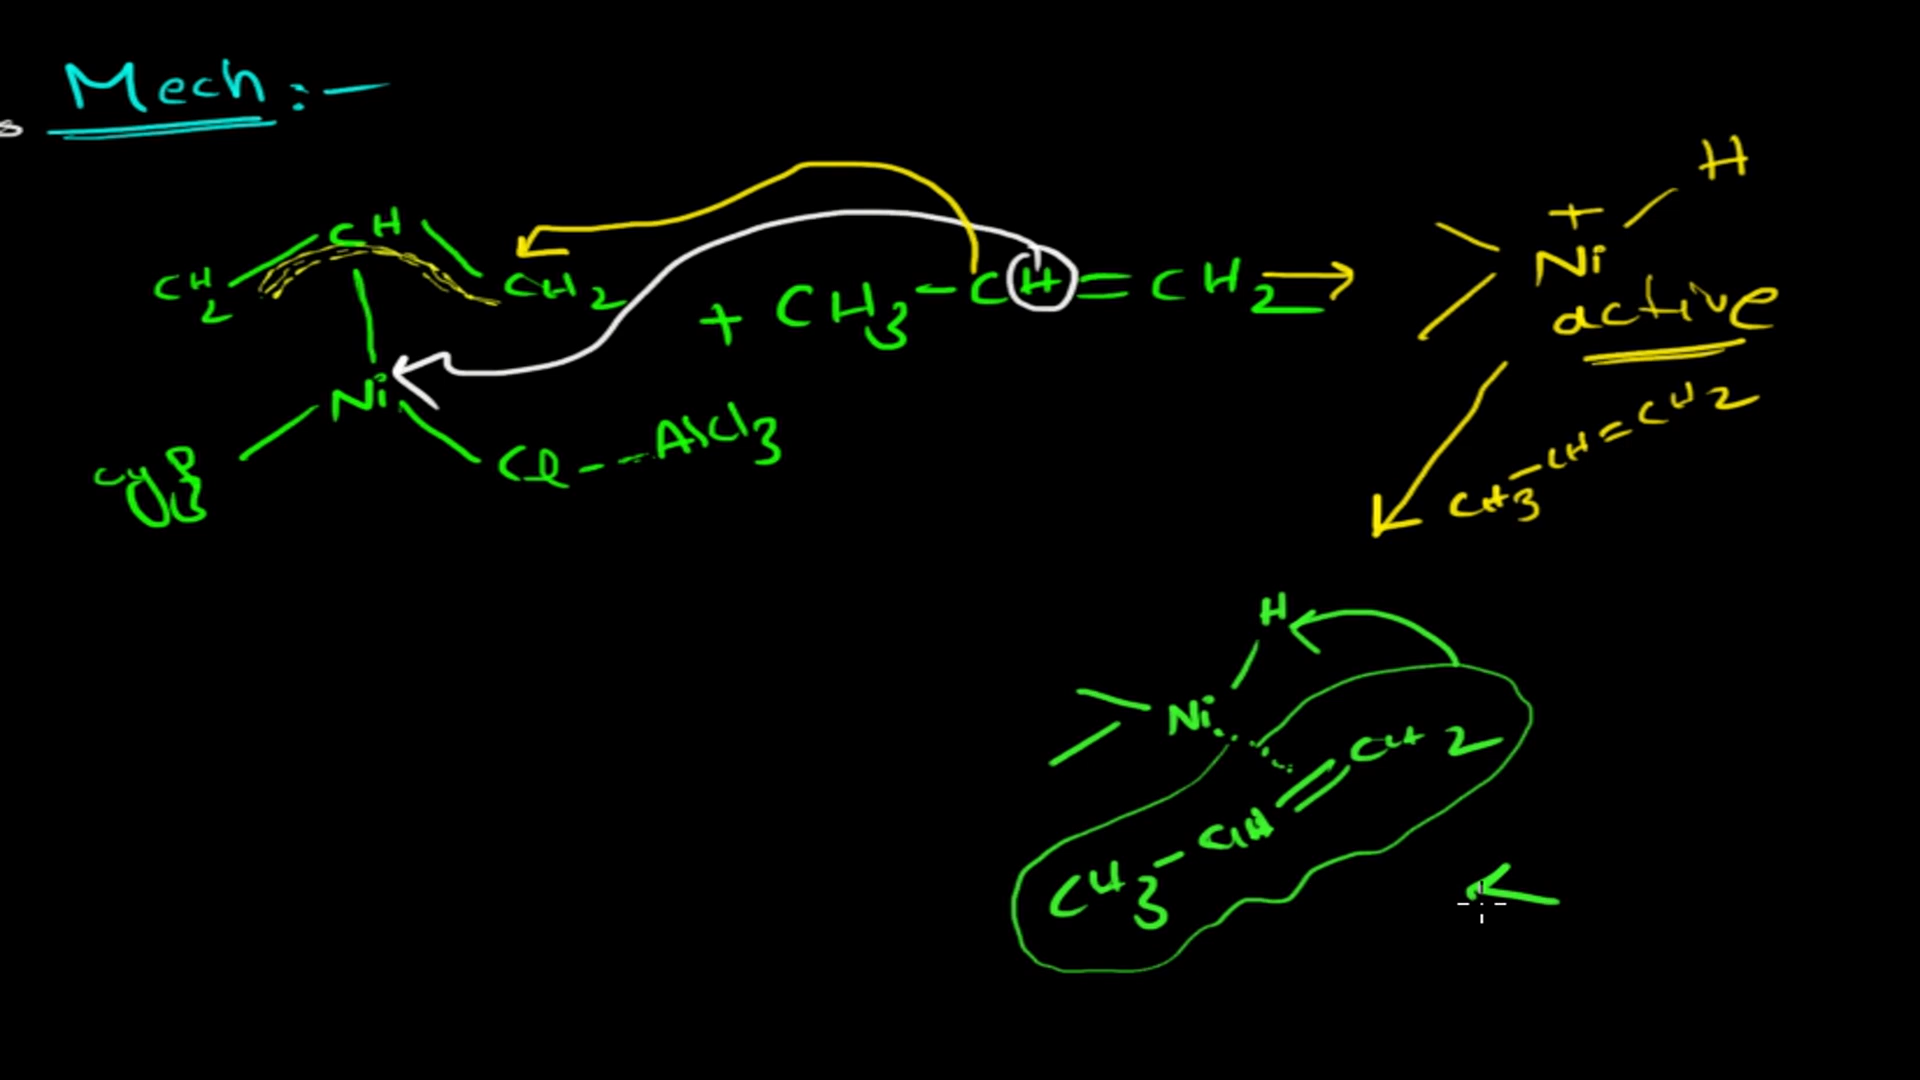 s Mech:-
CH2 CH CH2 + CH3-CH=CH2 → Ni+ H
active
Ni
Cy3P Cl---AlCl3
CH3-CH=CH2
H
Ni
CH3-CH=CH2